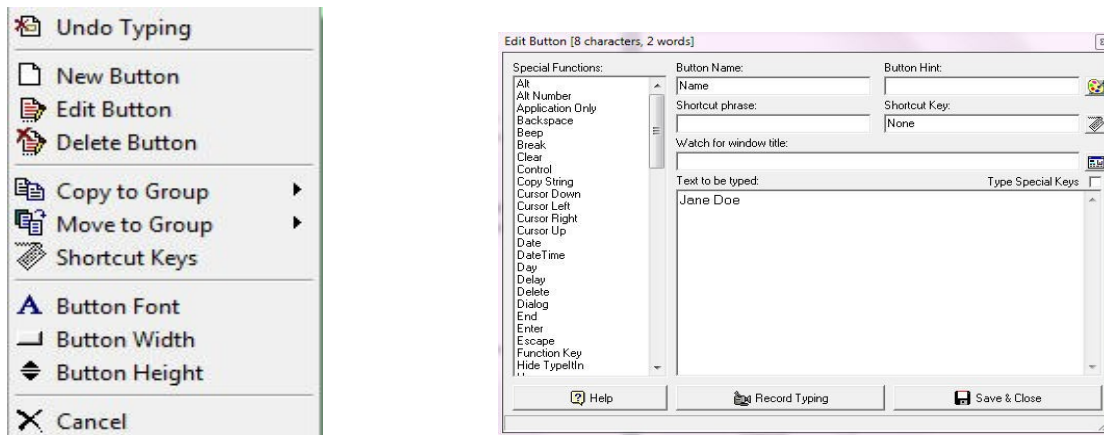 Undo Typing
New Button
Edit Button
Delete Button
Copy to Group
Move to Group
Shortcut Keys
Button Font
Button Width
Button Height
Cancel
Edit Button [8 characters, 2 words]
Special Functions:
Alt
Alt Number
Application Only
Backspace
Beep
Break
Clear
Control
Copy String
Cursor Down
Cursor Left
Cursor Right
Cursor Up
Date
DateTime
Day
Delay
Delete
Dialog
End
Enter
Escape
Function Key
Hide TypeItIn
Button Name:
Name
Button Hint:
Shortcut phrase:
Shortcut Key:
None
Watch for window title:
Text to be typed:
Type Special Keys
Jane Doe
Help
Record Typing
Save & Close